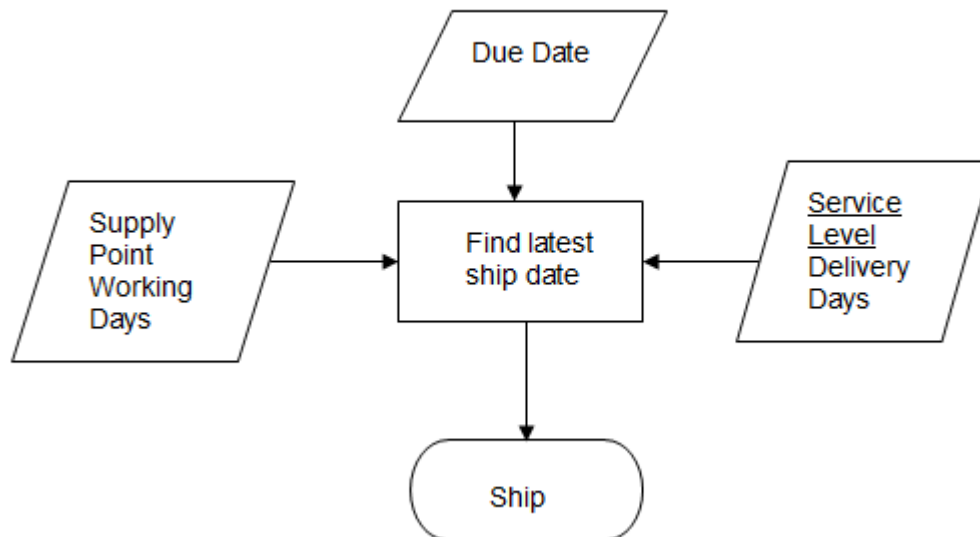 Due Date
Supply
Point
Working
Days
Find latest
ship date
Service
Level
Delivery
Days
Ship